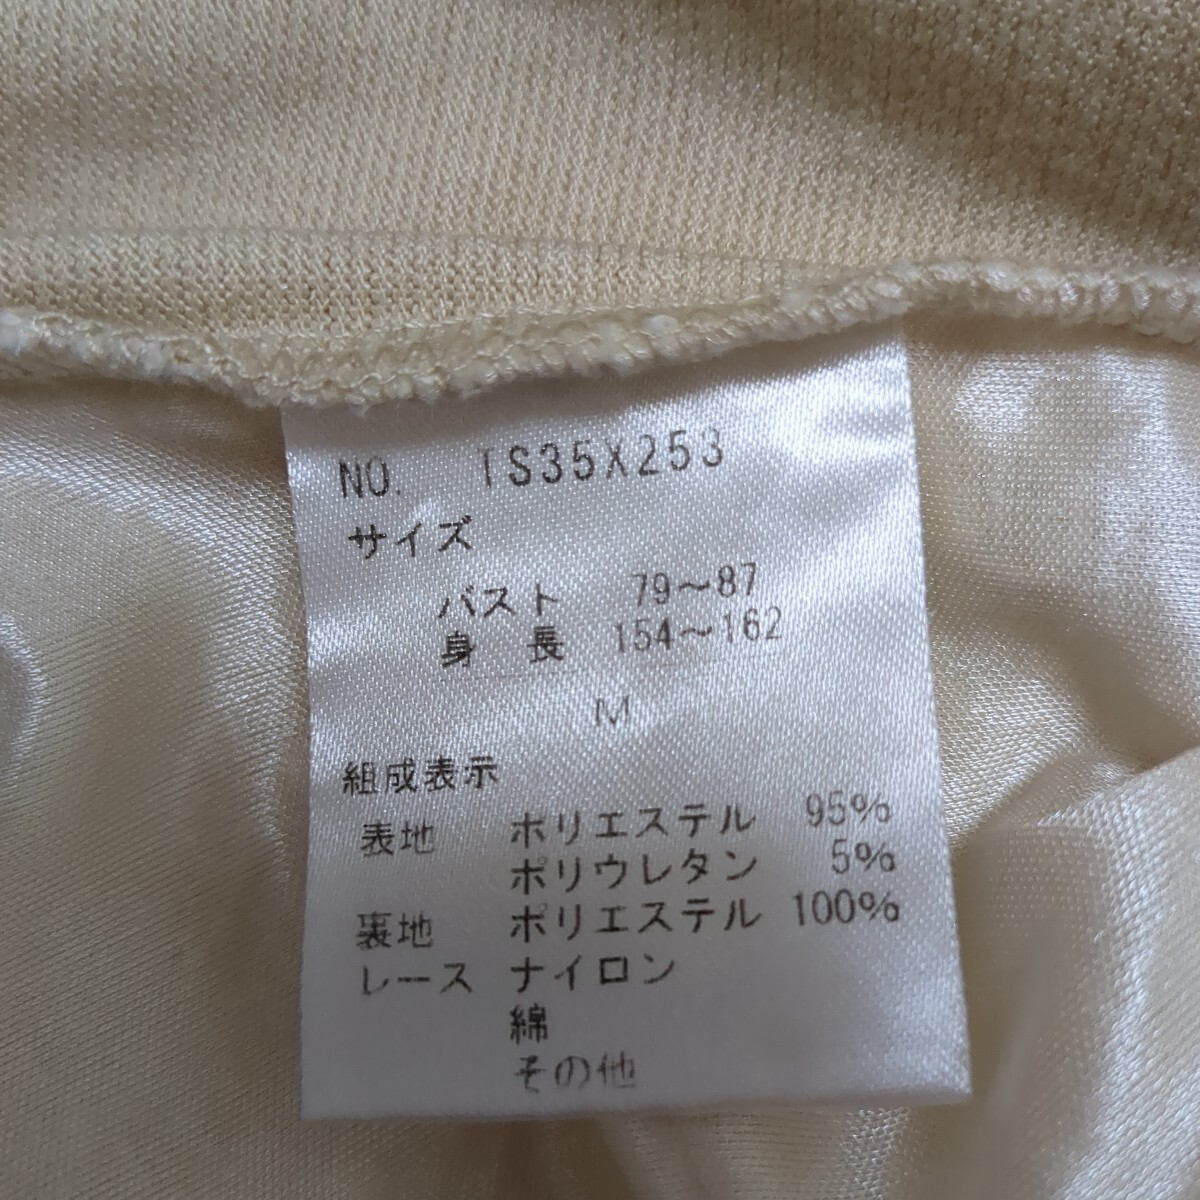 NO. TS35X253
サイズ
バスト 79～87
身長 154～162
M
組成表示
表地 ポリエステル 95%
ポリウレタン 5%
裏地 ポリエステル 100%
レース ナイロン
綿
その他